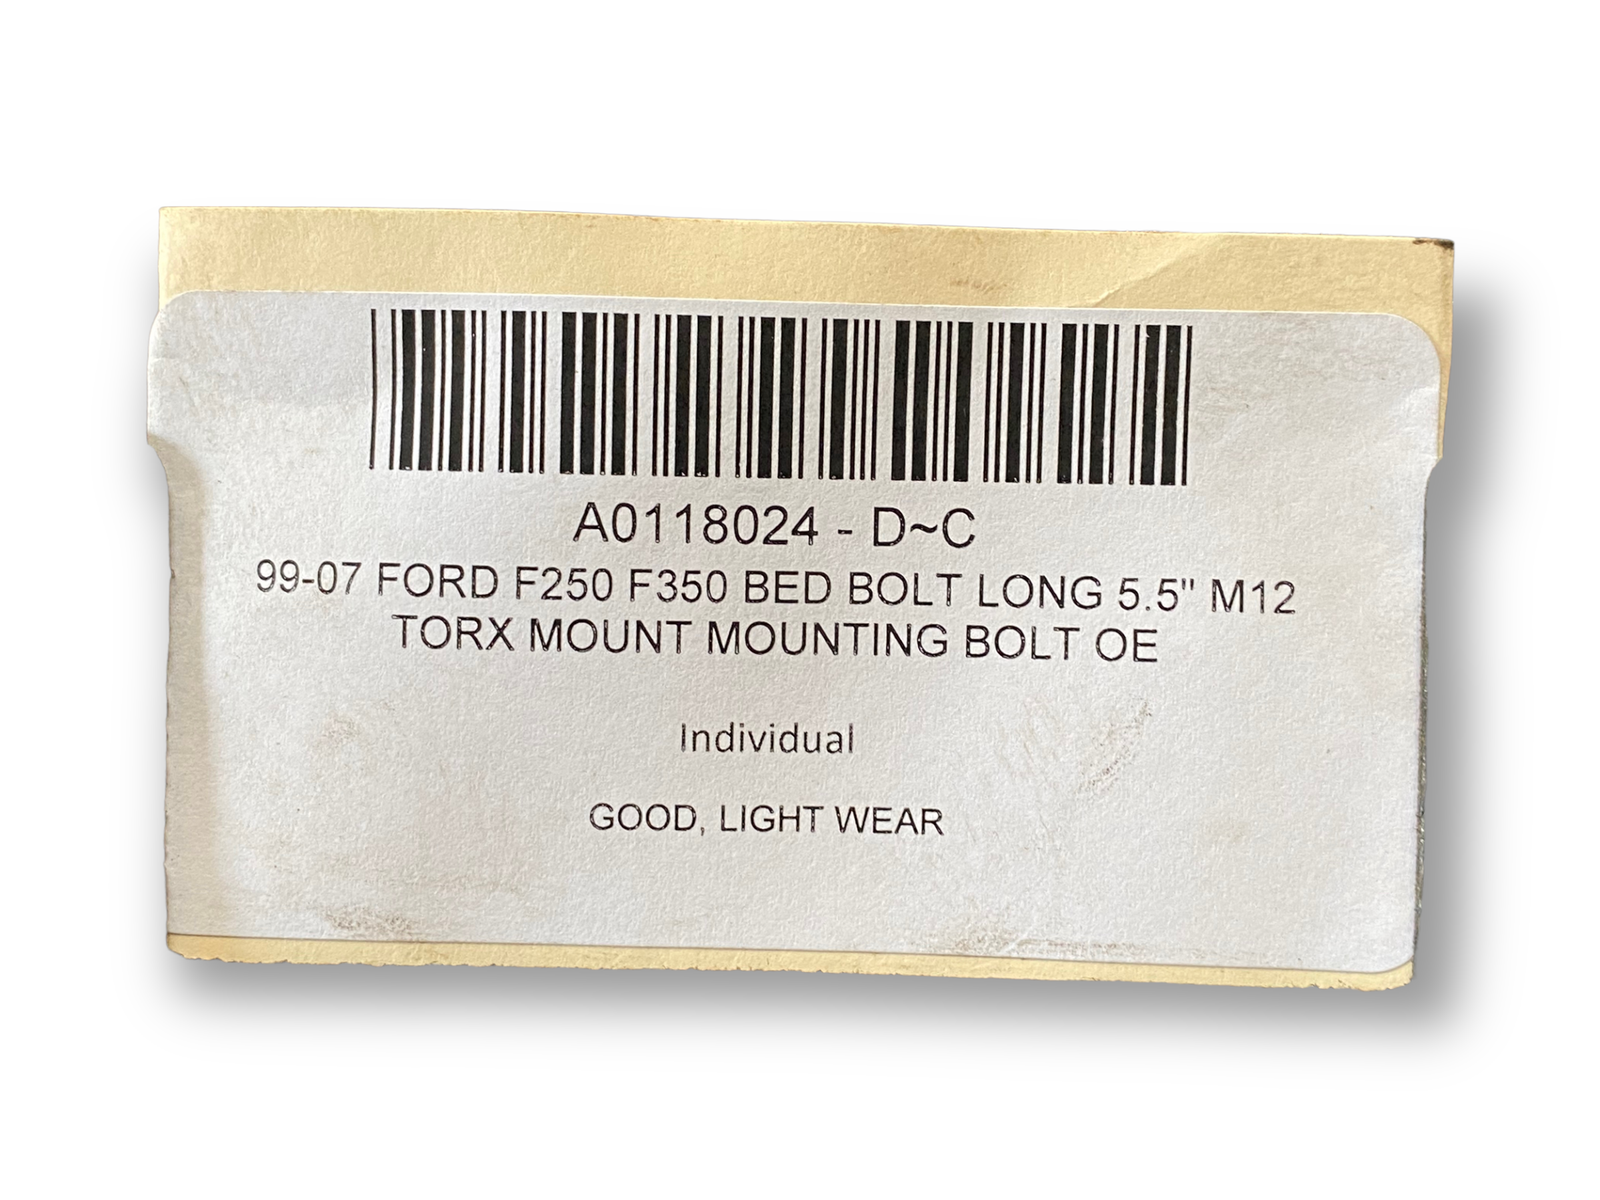 A0118024 - D~C
99-07 FORD F250 F350 BED BOLT LONG 5.5" M12
TORX MOUNT MOUNTING BOLT OE
Individual
GOOD, LIGHT WEAR